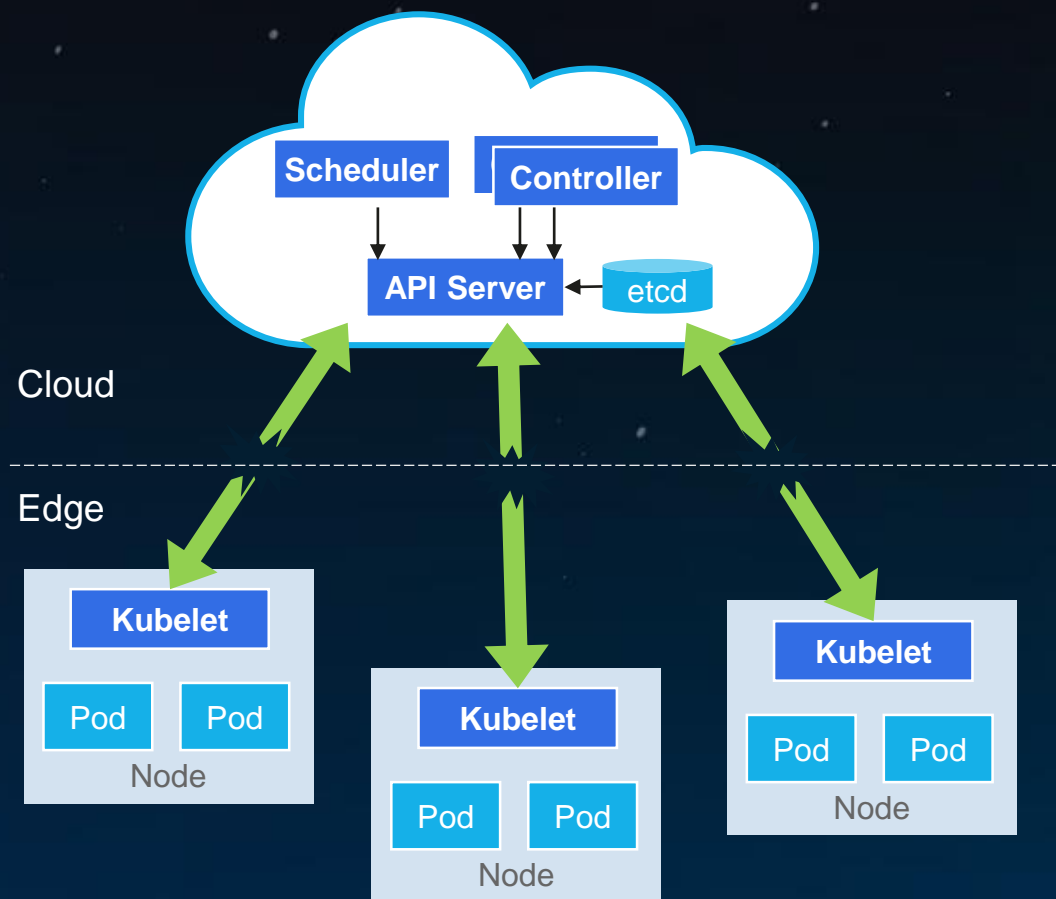 Scheduler
Controller
API Server
etcd
Cloud
Edge
Kubelet
Pod
Pod
Node
Kubelet
Pod
Pod
Node
Kubelet
Pod
Pod
Node